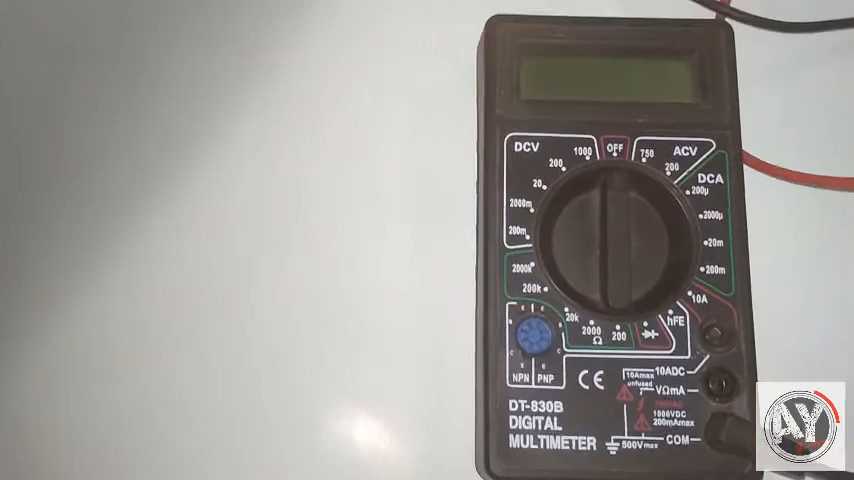 DCV
1000
OFF
750
ACV
200
200
DCA
20
200µ
2000m
2000µ
200m
20m
2000k
200m
200k
10A
20k
2000
Ω
200
hFE
E
E
B
B
C
C
E
E
NPN
PNP
CE
10Amax
unfused
10ADC
VΩmA
1000VDC
200mAmax
500Vmax
COM
DT-830B
DIGITAL
MULTIMETER
AY